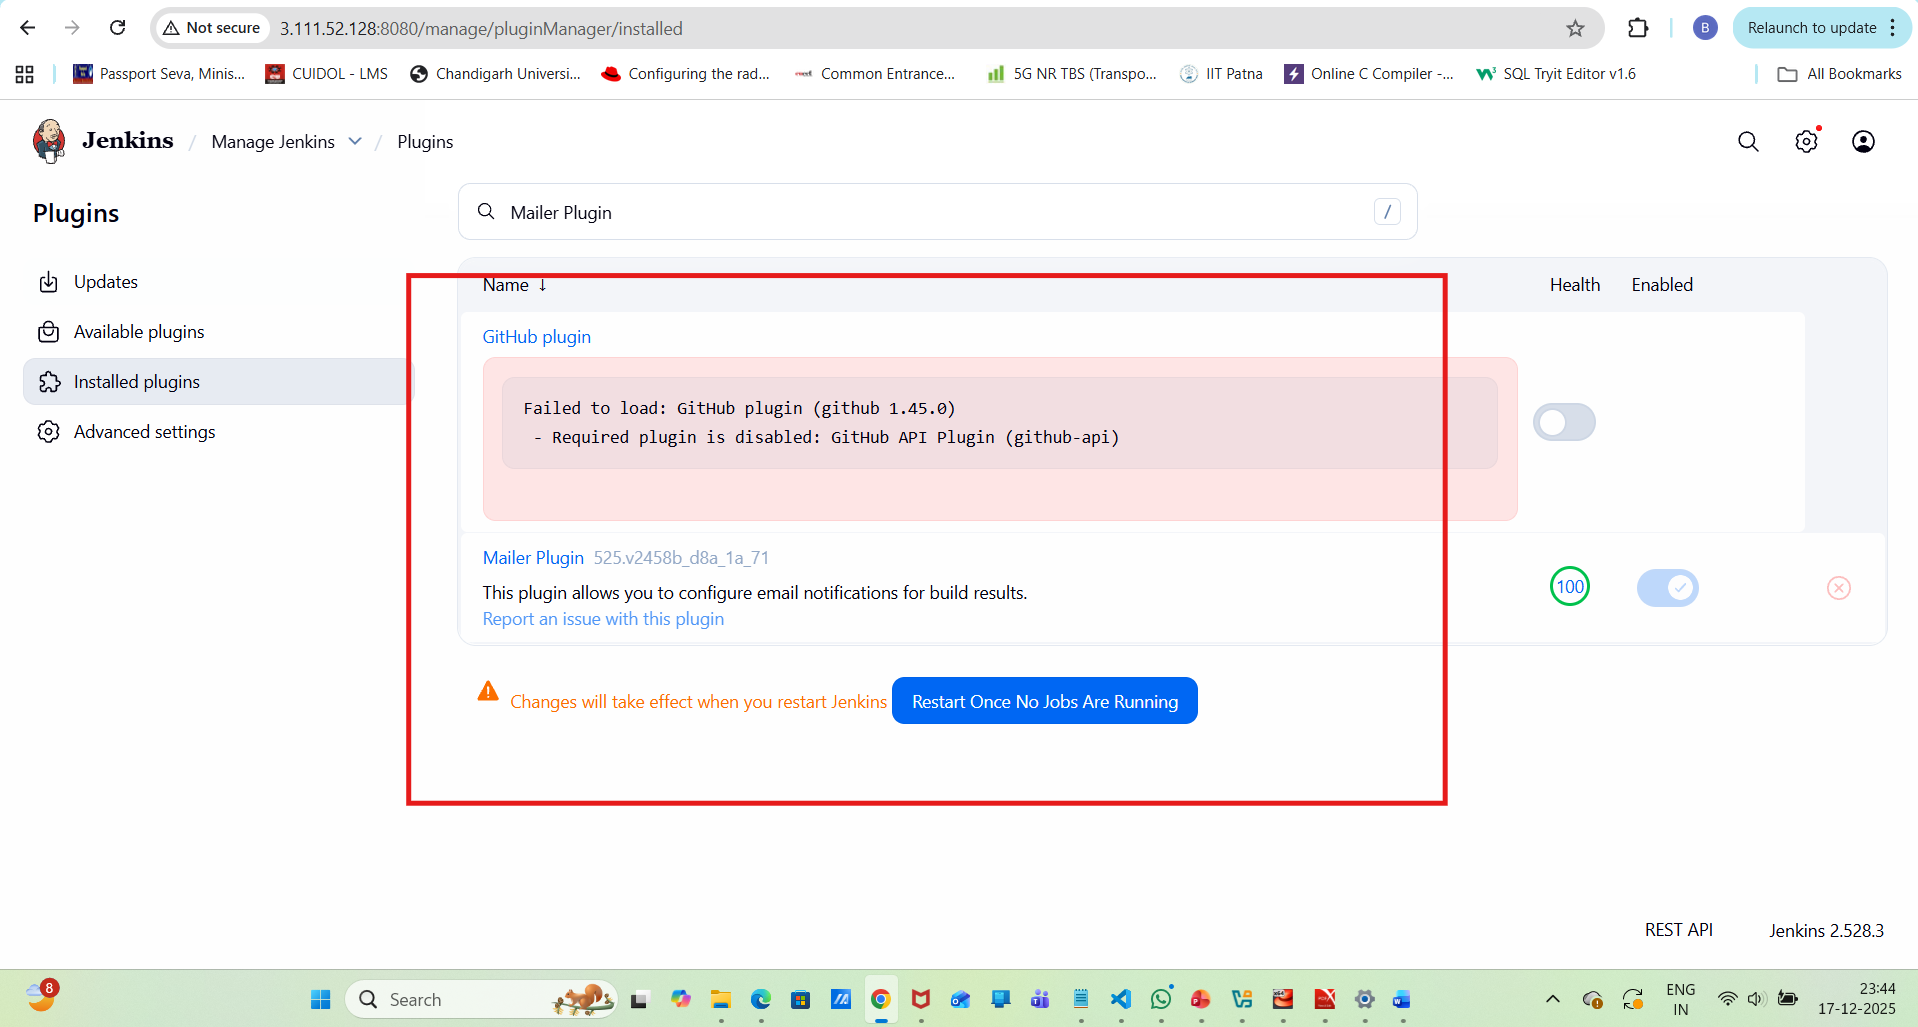 Not secure
3.111.52.128:8080/manage/pluginManager/installed
B
Relaunch to update
Passport Seva, Minis...
CUIDOL - LMS
Chandigarh Universi...
Configuring the rad...
Common Entrance...
5G NR TBS (Transpo...
IIT Patna
Online C Compiler -...
SQL Tryit Editor v1.6
All Bookmarks
Jenkins / Manage Jenkins / Plugins
Plugins
Updates
Available plugins
Installed plugins
Advanced settings
Mailer Plugin
/
Name ↓
Health
Enabled
GitHub plugin
Failed to load: GitHub plugin (github 1.45.0)
- Required plugin is disabled: GitHub API Plugin (github-api)
Mailer Plugin 525.v2458b_d8a_1a_71
This plugin allows you to configure email notifications for build results.
Report an issue with this plugin
100
Changes will take effect when you restart Jenkins
Restart Once No Jobs Are Running
REST API
Jenkins 2.528.3
8
Search
ENG
IN
23:44
17-12-2025